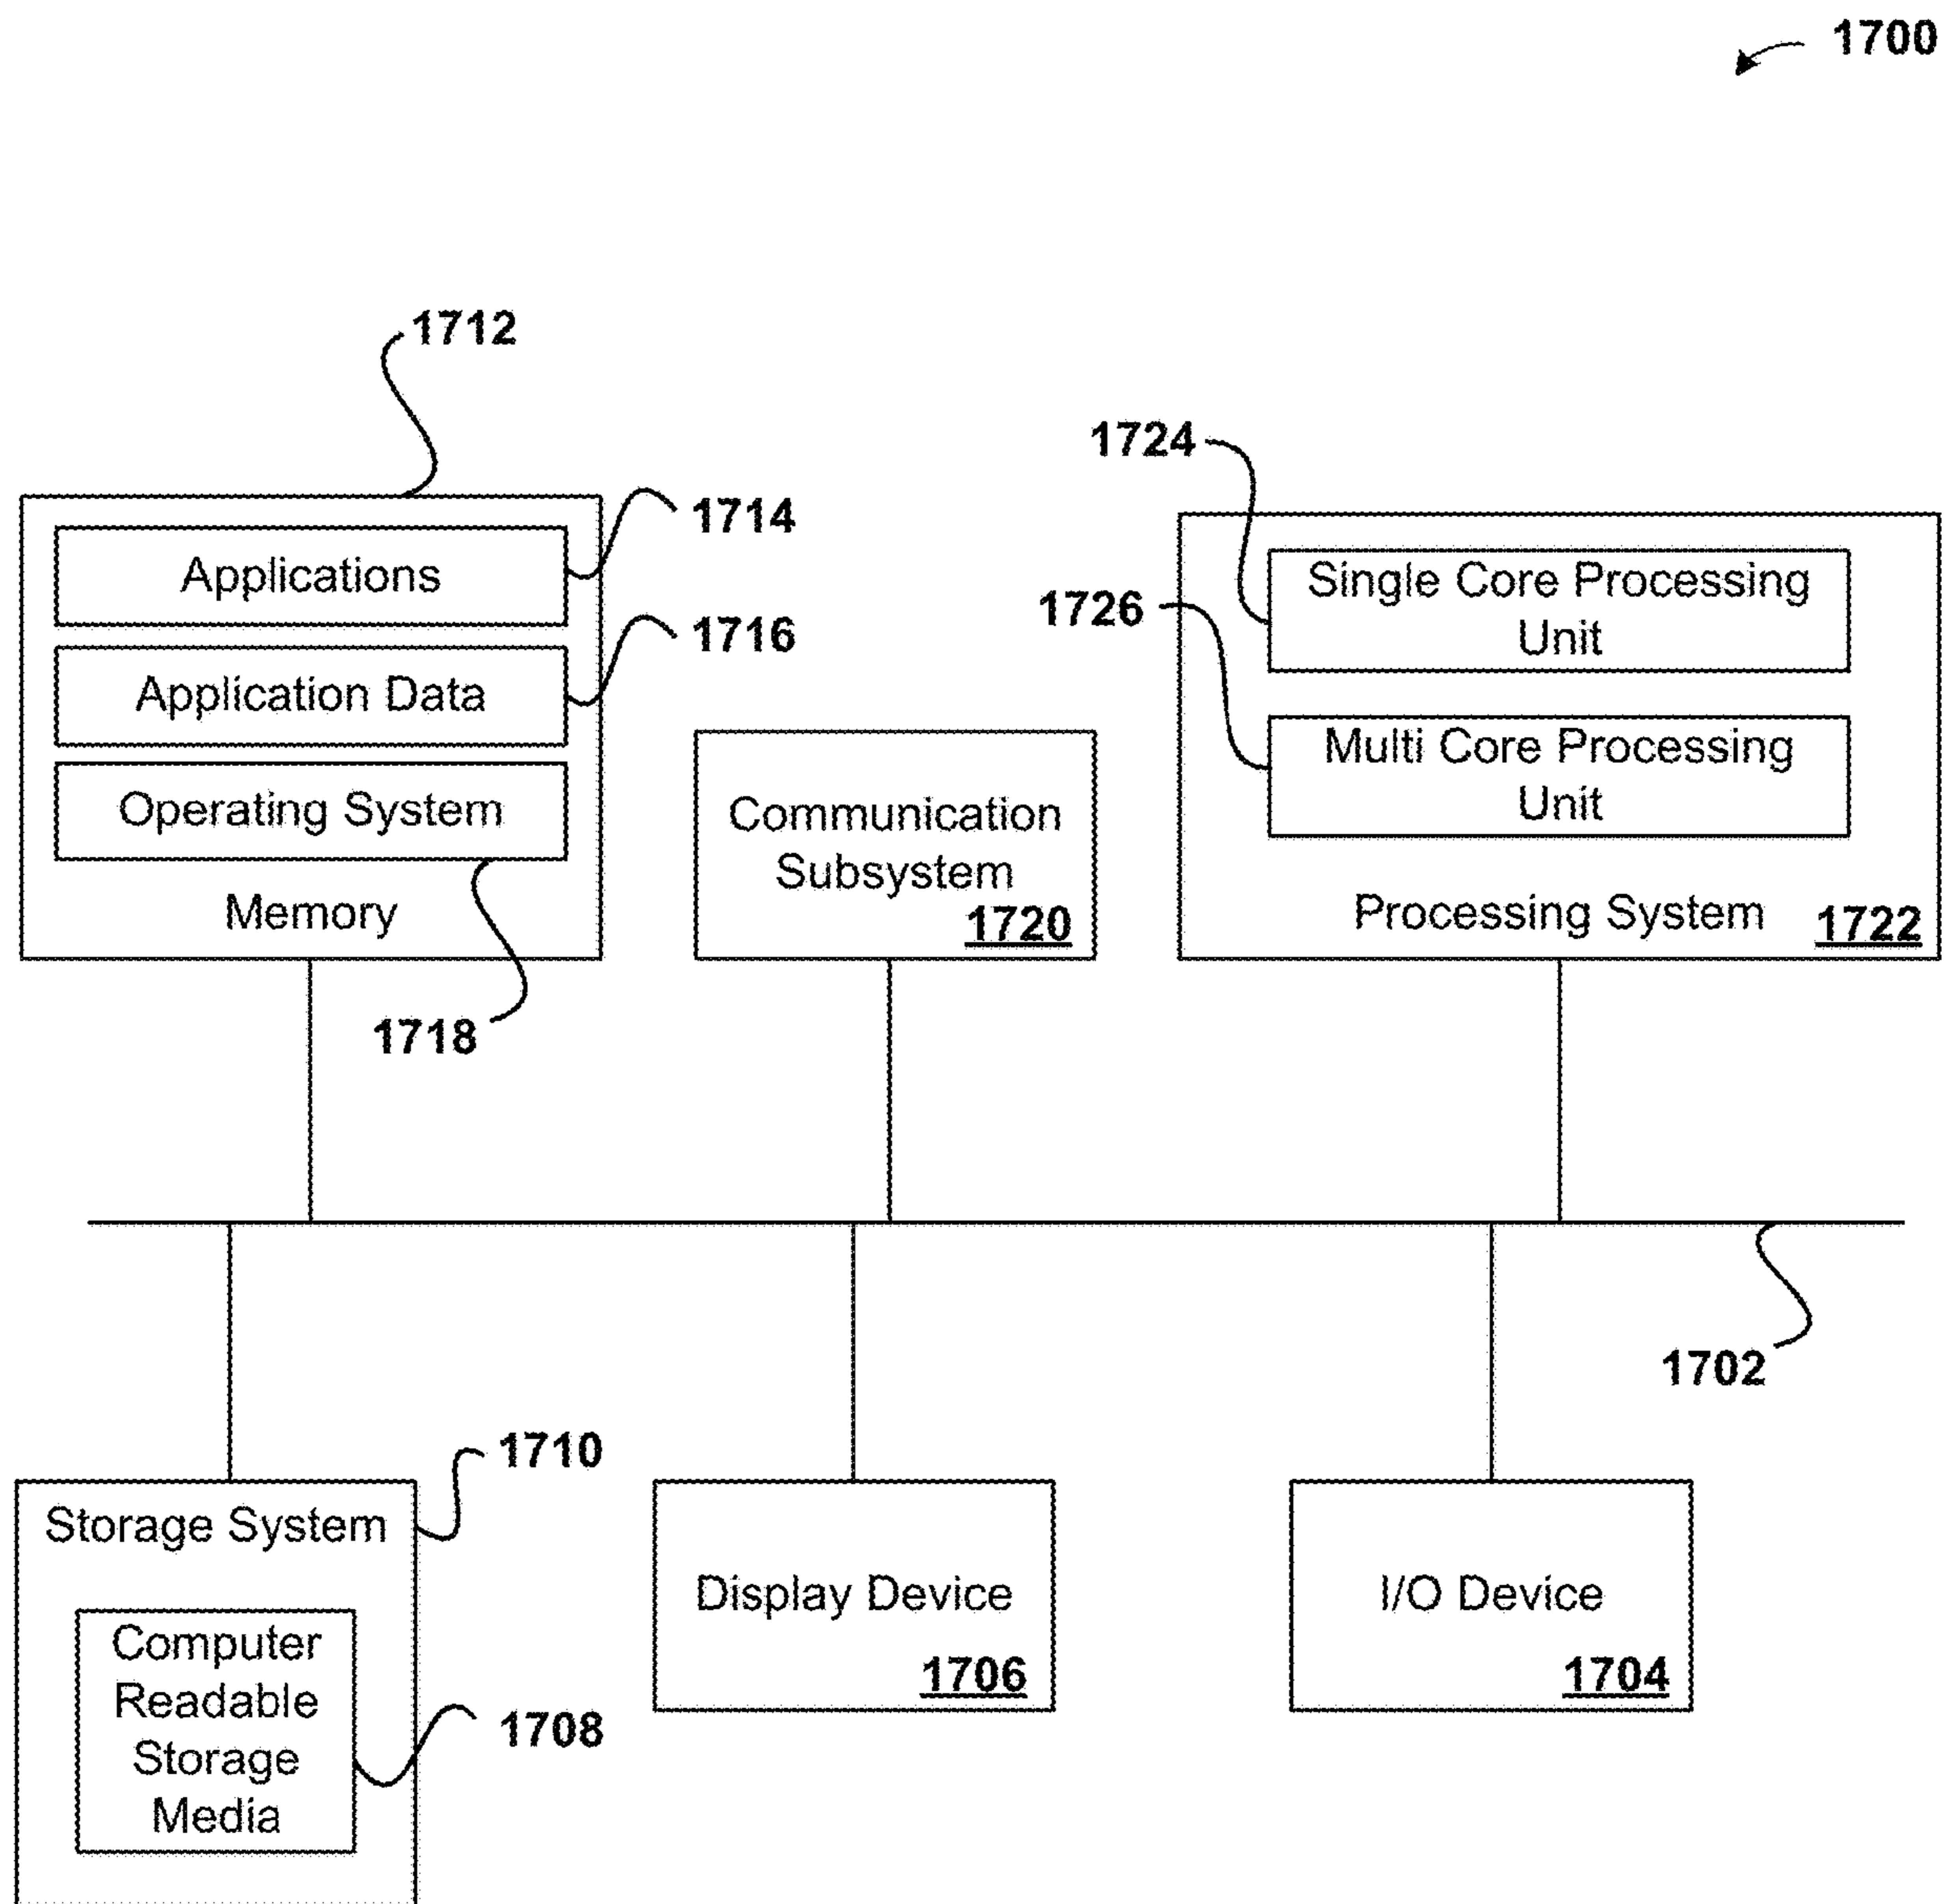 1700
1712
1724
1714
Applications
Single Core Processing
Unit
1726
1716
Application Data
Multi Core Processing
Unit
Operating System
Communication
Subsystem
1720
Memory
Processing System
1722
1718
1702
1710
Storage System
Computer
Readable
Storage
Media
1708
Display Device
1706
I/O Device
1704